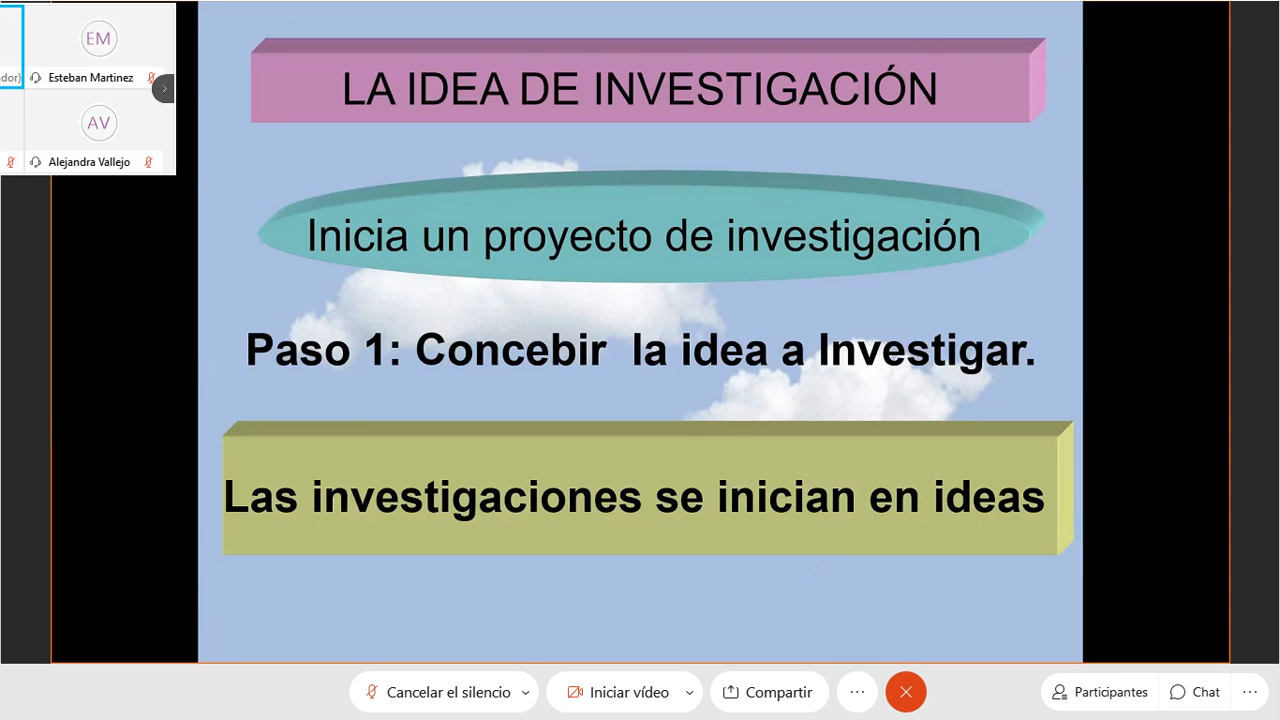 EM
ador)
Esteban Martinez
AV
Alejandra Vallejo
LA IDEA DE INVESTIGACIÓN
Inicia un proyecto de investigación
Paso 1: Concebir la idea a Investigar.
Las investigaciones se inician en ideas
Cancelar el silencio
Iniciar vídeo
Compartir
Participantes
Chat